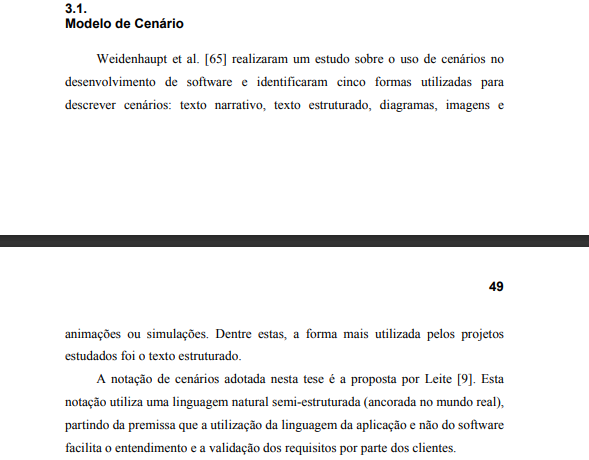 3.1.
Modelo de Cenário
Weidenhaupt et al. [65] realizaram um estudo sobre o uso de cenários no
desenvolvimento de software e identificaram cinco formas utilizadas para
descrever cenários: texto narrativo, texto estruturado, diagramas, imagens e
49
animações ou simulações. Dentre estas, a forma mais utilizada pelos projetos
estudados foi o texto estruturado.
A notação de cenários adotada nesta tese é a proposta por Leite [9]. Esta
notação utiliza uma linguagem natural semi-estruturada (ancorada no mundo real),
partindo da premissa que a utilização da linguagem da aplicação e não do software
facilita o entendimento e a validação dos requisitos por parte dos clientes.